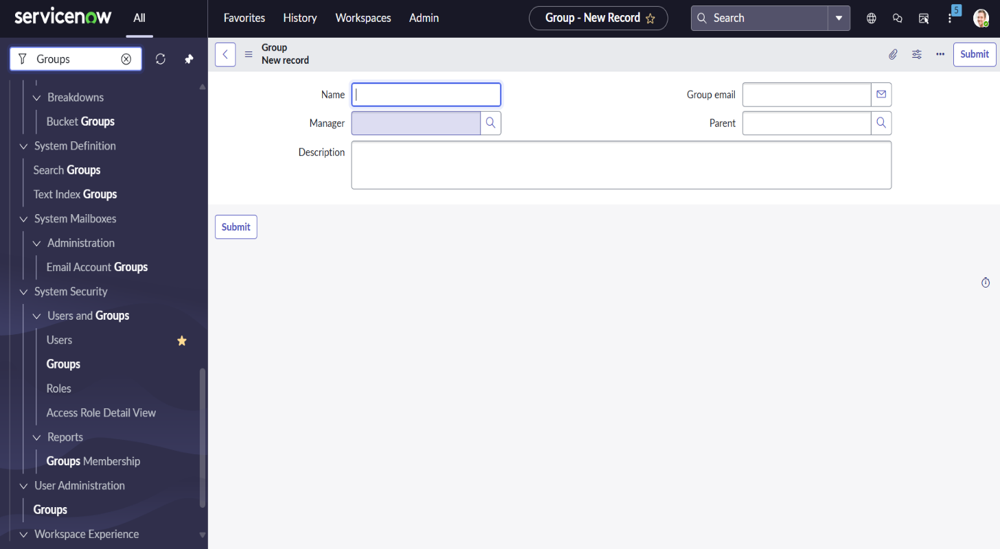 servicenow
All
Favorites
History
Workspaces
Admin
Group - New Record
Search
5
Groups
Breakdowns
Bucket Groups
System Definition
Search Groups
Text Index Groups
System Mailboxes
Administration
Email Account Groups
System Security
Users and Groups
Users
Groups
Roles
Access Role Detail View
Reports
Groups Membership
User Administration
Groups
Workspace Experience
Group
New record
Submit
Name
Group email
Manager
Parent
Description
Submit